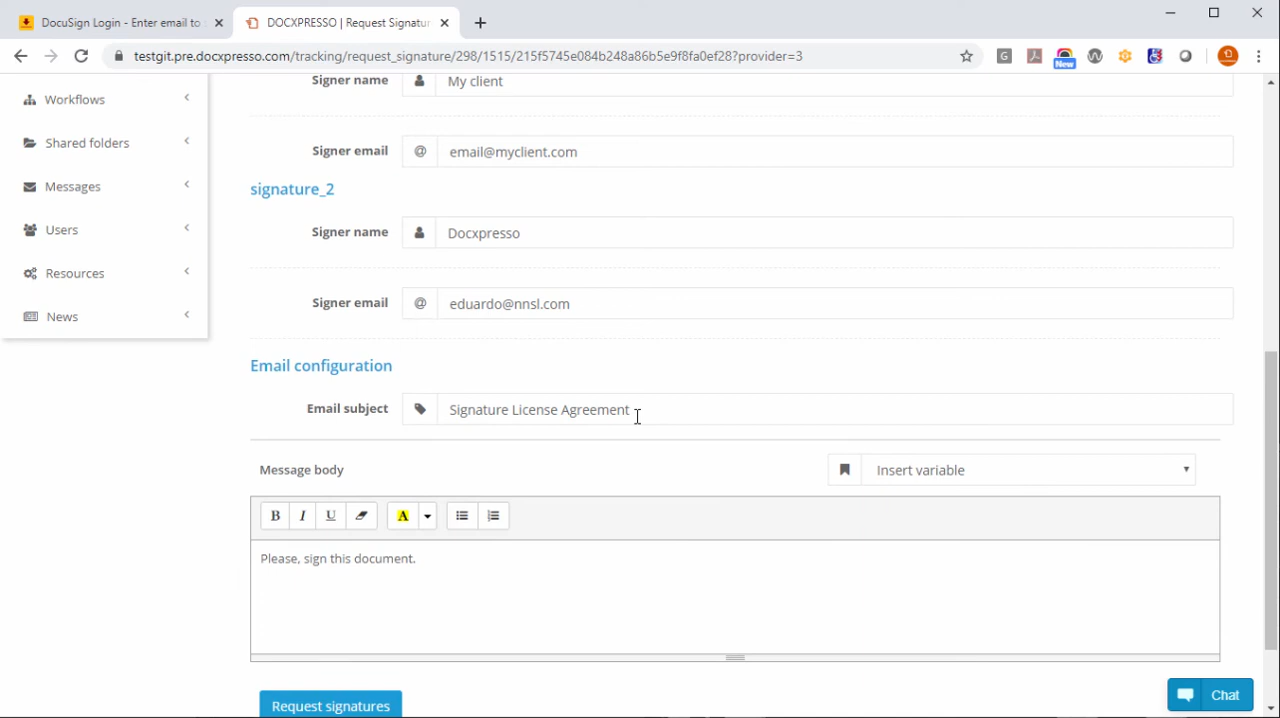 DocuSign Login - Enter email to
DOCXPRESSO | Request Signatur
testgit.pre.docxpresso.com/tracking/request_signature/298/1515/215f5745e084b248a86b5e9f8fa0ef28?provider=3
New
Workflows
Shared folders
Messages
Users
Resources
News
Signer name My client
Signer email @ email@myclient.com
signature_2
Signer name Docxpresso
Signer email @ eduardo@nnsl.com
Email configuration
Email subject Signature License Agreement
Message body Insert variable
B I U A
Please, sign this document.
Request signatures
Chat